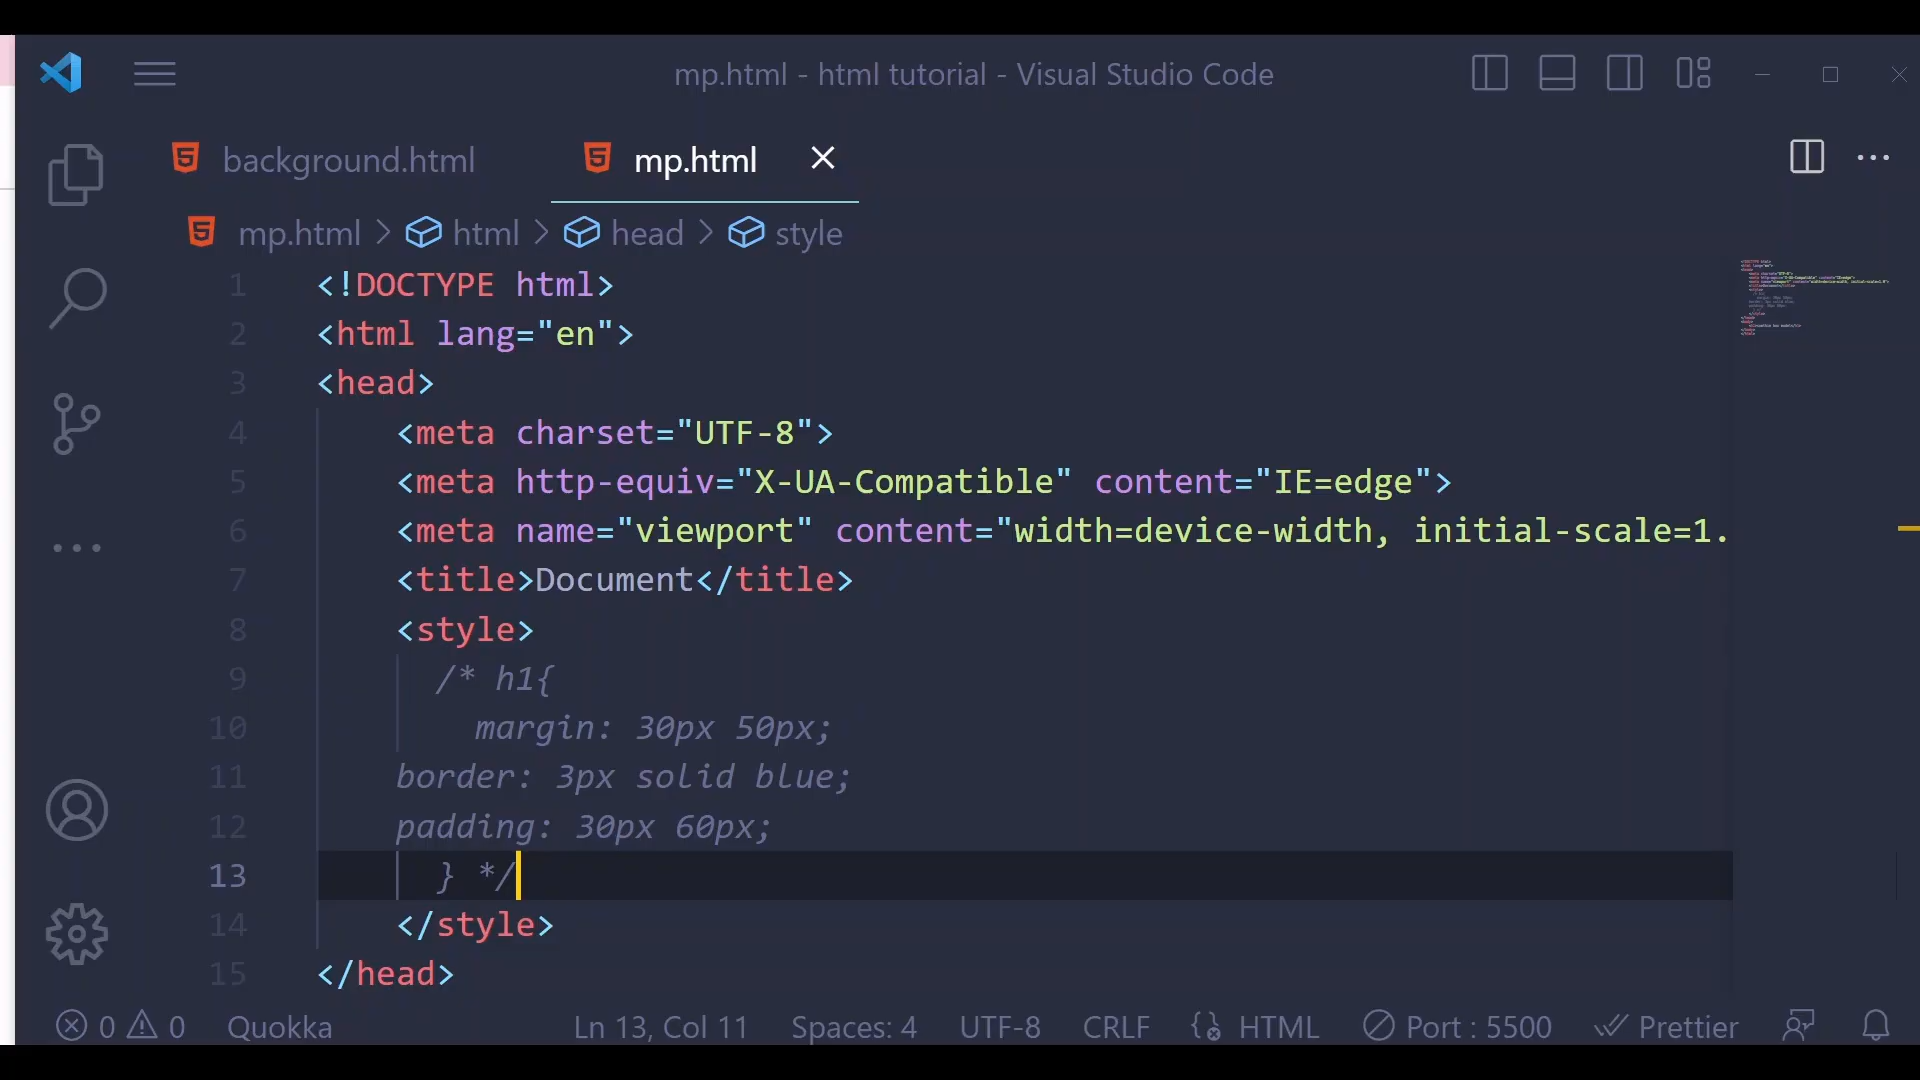 mp.html - html tutorial - Visual Studio Code
background.html mp.html
mp.html > html > head > style
1 <!DOCTYPE html>
2 <html lang="en">
3 <head>
4 <meta charset="UTF-8">
5 <meta http-equiv="X-UA-Compatible" content="IE=edge">
6 <meta name="viewport" content="width=device-width, initial-scale=1.
7 <title>Document</title>
8 <style>
9 /* h1{
10 margin: 30px 50px;
11 border: 3px solid blue;
12 padding: 30px 60px;
13 } */
14 </style>
15 </head>
0 0 Quokka Ln 13, Col 11 Spaces: 4 UTF-8 CRLF HTML Port : 5500 Prettier